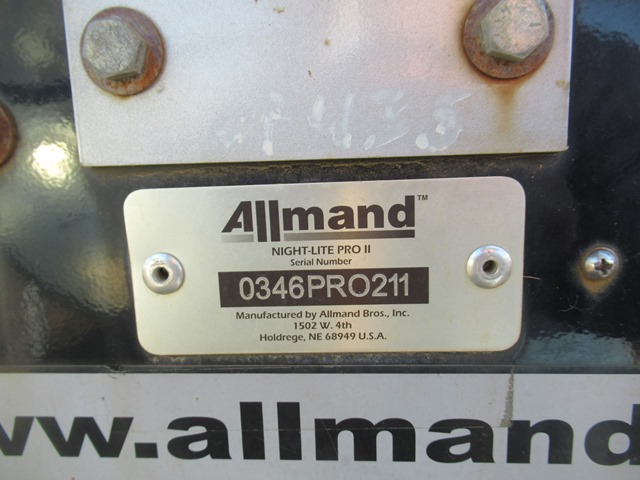 Allmand™
NIGHT-LITE PRO II
Serial Number
0346PRO211
Manufactured by Allmand Bros., Inc.
1502 W. 4th
Holdrege, NE 68949 U.S.A.
ww.allmand